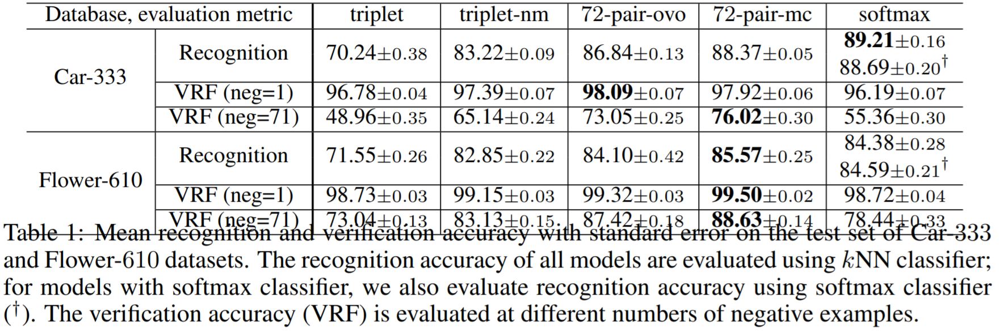 Database, evaluation metric triplet triplet-nm 72-pair-ovo 72-pair-mc softmax
Car-333 Recognition 70.24±0.38 83.22±0.09 86.84±0.13 88.37±0.05 89.21±0.16
88.69±0.20†
VRF (neg=1) 96.78±0.04 97.39±0.07 98.09±0.07 97.92±0.06 96.19±0.07
VRF (neg=71) 48.96±0.35 65.14±0.24 73.05±0.25 76.02±0.30 55.36±0.30
Flower-610 Recognition 71.55±0.26 82.85±0.22 84.10±0.42 85.57±0.25 84.38±0.28
84.59±0.21†
VRF (neg=1) 98.73±0.03 99.15±0.03 99.32±0.03 99.50±0.02 98.72±0.04
VRF (neg=71) 73.04±0.13 83.13±0.15 87.42±0.18 88.63±0.14 78.44±0.33
Table 1: Mean recognition and verification accuracy with standard error on the test set of Car-333
and Flower-610 datasets. The recognition accuracy of all models are evaluated using kNN classifier;
for models with softmax classifier, we also evaluate recognition accuracy using softmax classifier
(†). The verification accuracy (VRF) is evaluated at different numbers of negative examples.